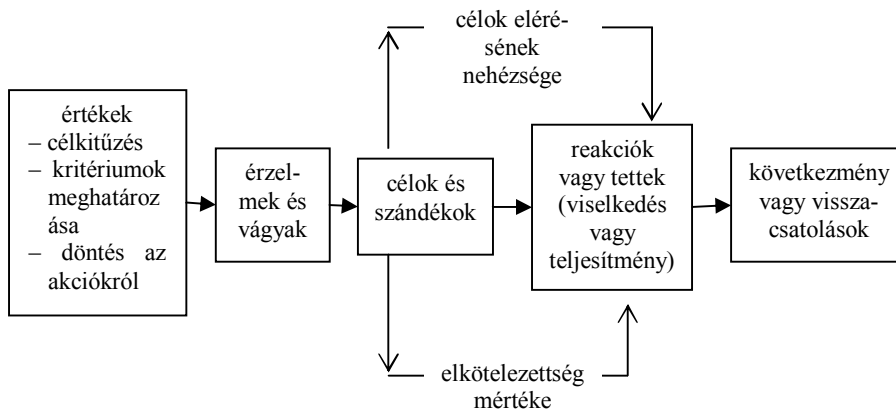 célok eléré-
sének
nehézsége
értékek
– célkitűzés
– kritériumok
meghatároz
ása
– döntés az
akciókról
érzel-
mek és
vágyak
célok és
szándékok
reakciók
vagy tettek
(viselkedés
vagy
teljesítmény)
következmény
vagy vissza-
csatolások
elkötelezettség
mértéke